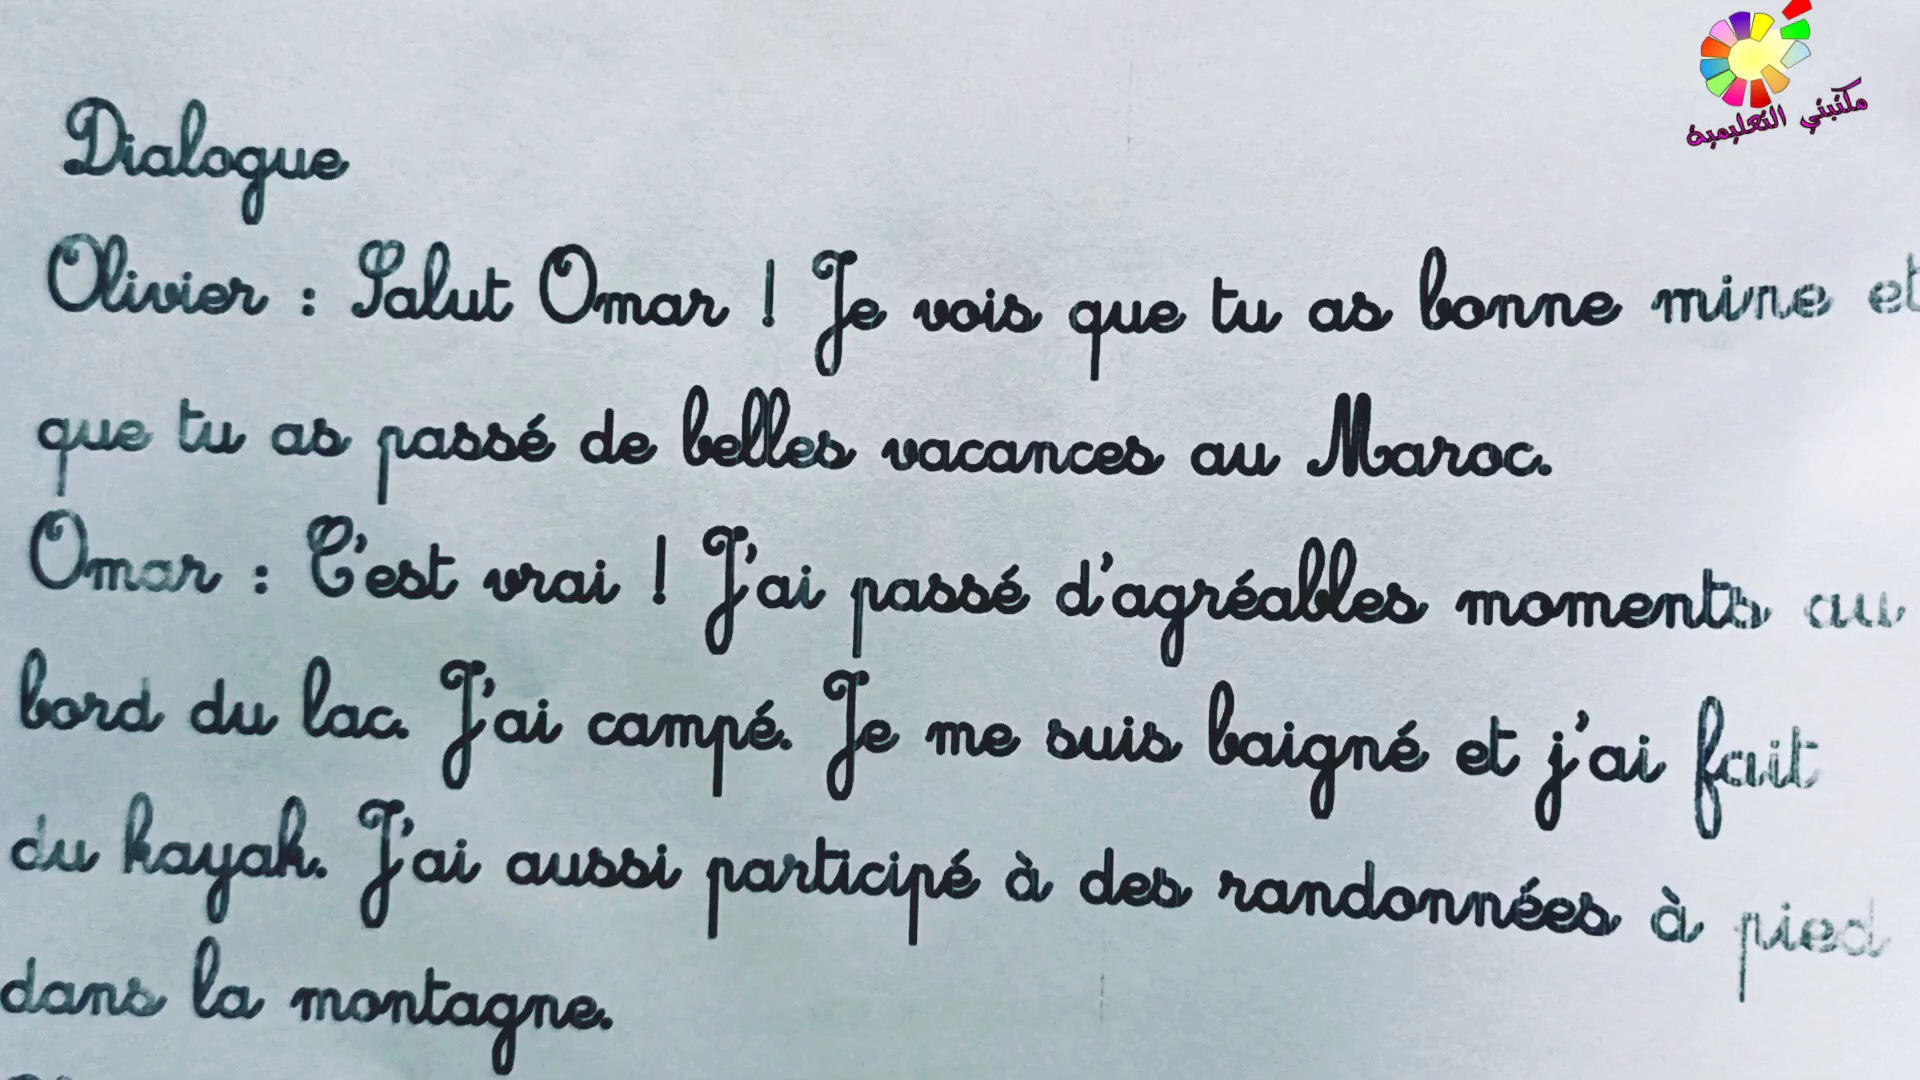 مكتبتي التعليمية
Dialogue
Olivier : Salut Omar ! Je vois que tu as bonne mine et
que tu as passé de belles vacances au Maroc.
Omar : C'est vrai ! J'ai passé d'agréables moments au
bord du lac. J'ai campé. Je me suis baigné et j'ai fait
du kayak. J'ai aussi participé à des randonnées à pied
dans la montagne.